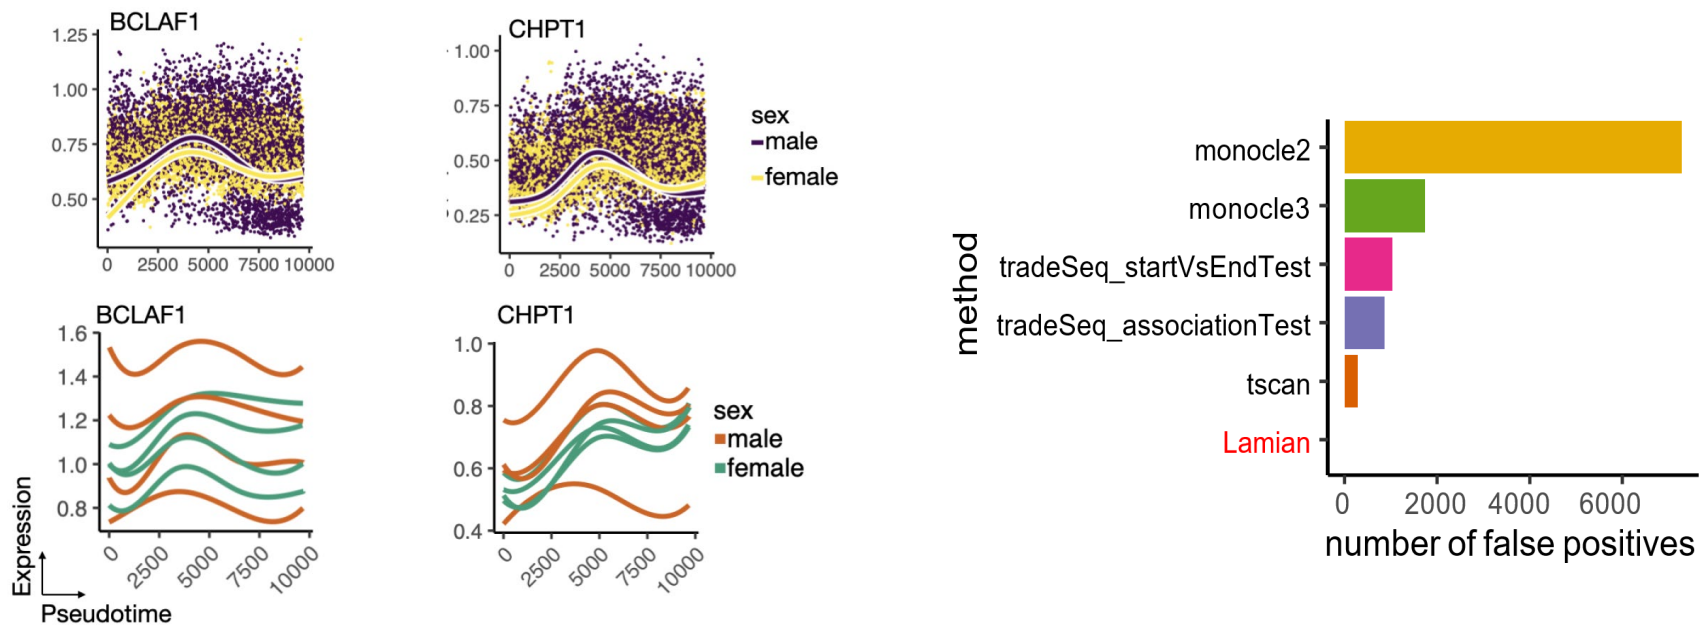 BCLAF1
1.25
1.00
0.75
0.50
0 2500 5000 7500 10000
CHPT1
1.00
0.75
0.50
0.25
0 2500 5000 7500 10000
sex
male
female
BCLAF1
1.6
1.4
1.2
1.0
0.8
0 2500 5000 7500 10000
Expression
Pseudotime
CHPT1
1.0
0.8
0.6
0.4
0 2500 5000 7500 10000
sex
male
female
method
monocle2
monocle3
tradeSeq_startVsEndTest
tradeSeq_associationTest
tscan
Lamian
0 2000 4000 6000
number of false positives